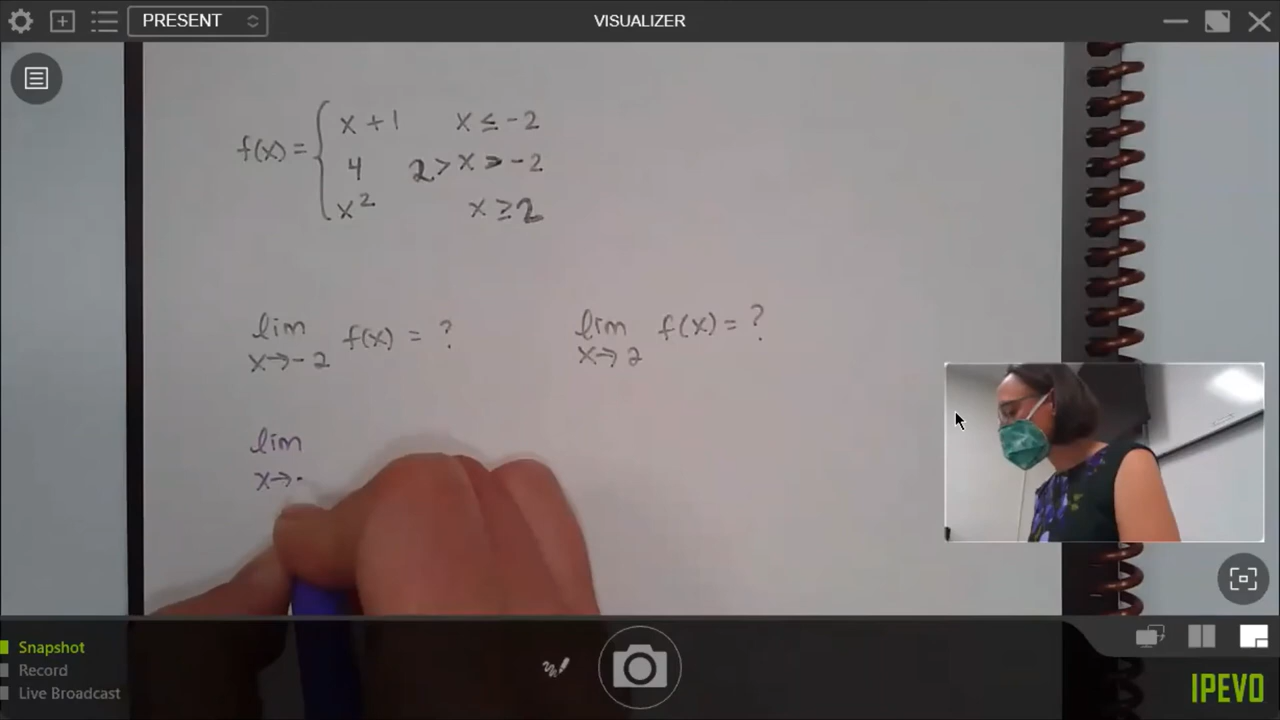 PRESENT
VISUALIZER
f(x) = { x + 1 x ≤ -2
4 2 > x > -2
x² x ≥ 2
lim f(x) = ? lim f(x) = ?
x→-2 x→2
lim
x→-
Snapshot
Record
Live Broadcast
IPEVO